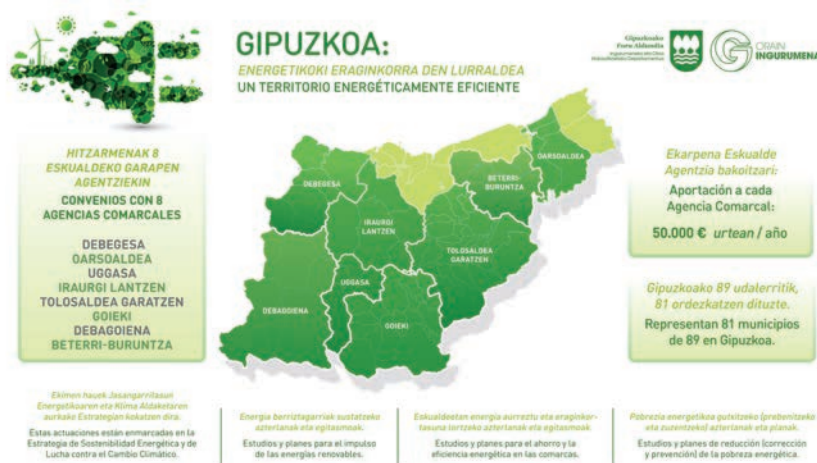 GIPUZKOA:
ENERGETIKOKI ERAGINKORRA DEN LURRALDEA
UN TERRITORIO ENERGÉTICAMENTE EFICIENTE
Gipuzkoako
Foru Aldundia
ORAIN
INGURUMENA
HITZARMENAK 8
ESKUALDEKO GARAPEN
AGENTZIEKIN
CONVENIOS CON 8
AGENCIAS COMARCALES
DEBEGESA
OARSOALDEA
UGGASA
IRAURGI LANTZEN
TOLOSALDEA GARATZEN
GOIEKI
DEBAGOIENA
BETERRI-BURUNTZA
DEBEGESA
IRAURGI
LANTZEN
BETERRI-
BURUNTZA
OARSOALDEA
TOLOSALDEA
GARATZEN
UGGASA
DEBAGOIENA
GOIEKI
Ekarpena Eskualde
Agentzia bakoitzari:
Aportación a cada
Agencia Comarcal:
50.000 € urtean / año
Gipuzkoako 89 udalerritik,
81 ordezkatzen dituzte.
Representan 81 municipios
de 89 en Gipuzkoa.
Ekimen hauek Jasangarritasun
Energetikoaren eta Klima Aldaketaren
aurkako Estrategian kokatzen dira.
Estas actuaciones están enmarcadas en la
Estrategia de Sostenibilidad Energética y de
Lucha contra el Cambio Climático.
Energia berriztagarriak sustatzeko
azterlanak eta egitasmoak.
Estudios y planes para el impulso
de las energías renovables.
Eskualdeetan energia aurreztu eta eraginkor-
tasuna lortzeko azterlanak eta egitasmoak.
Estudios y planes para el ahorro y la
eficiencia energética en las comarcas.
Pobrezia energetikoa gutxitzeko (prebenitzeko
eta zuzentzeko) azterlanak eta planak.
Estudios y planes de reducción (corrección
y prevención) de la pobreza energética.